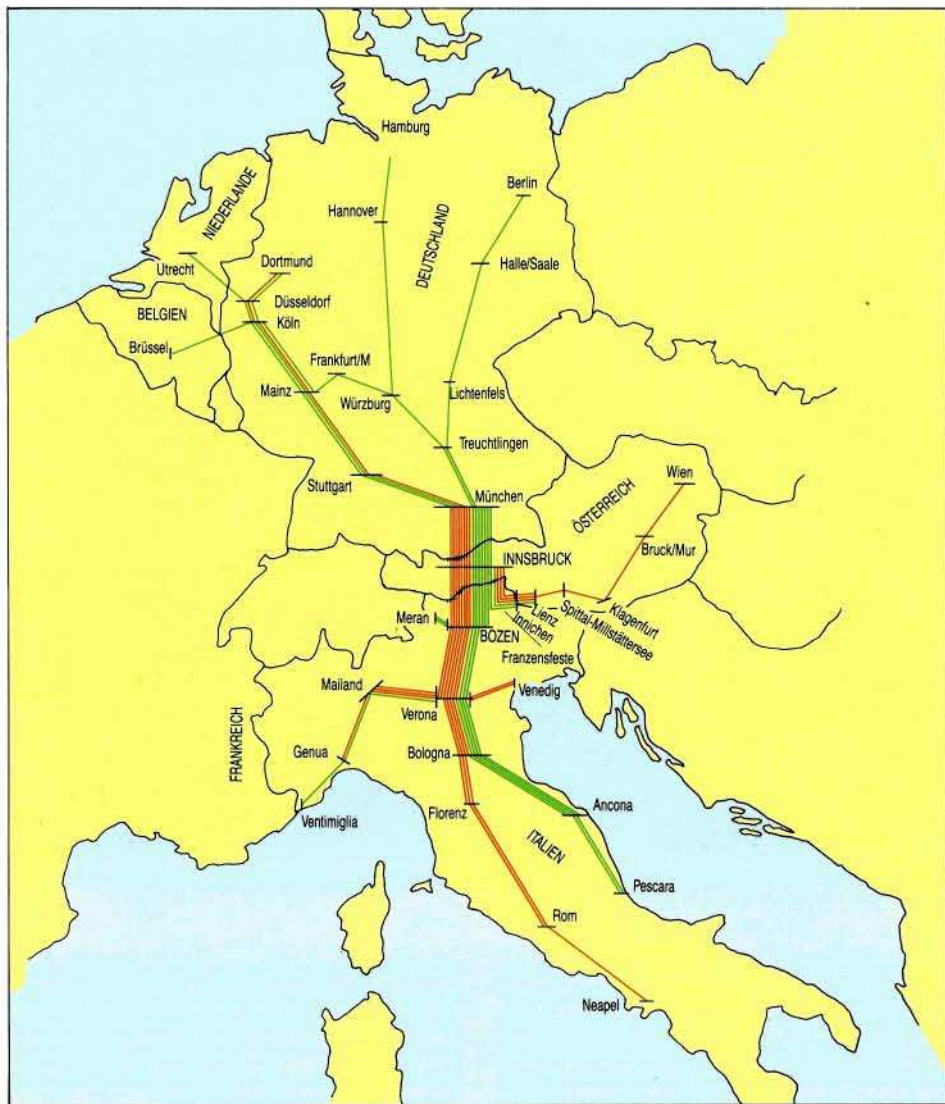 Hamburg
Berlin
NIEDERLANDE
Hannover
DEUTSCHLAND
Utrecht
Dortmund
Halle/Saale
Düsseldorf
BELGIEN
Köln
Brüssel
Frankfurt/M
Mainz
Würzburg
Lichtenfels
Treuchtlingen
Stuttgart
München
Wien
ÖSTERREICH
Bruck/Mur
INNSBRUCK
Meran
BOZEN
Lienz
Innichen
Spittal-Millstättersee
Klagenfurt
Franzensfeste
Mailand
Verona
Venedig
FRANKREICH
Genua
Bologna
Ventimiglia
Florenz
Ancona
ITALIEN
Pescara
Rom
Neapel